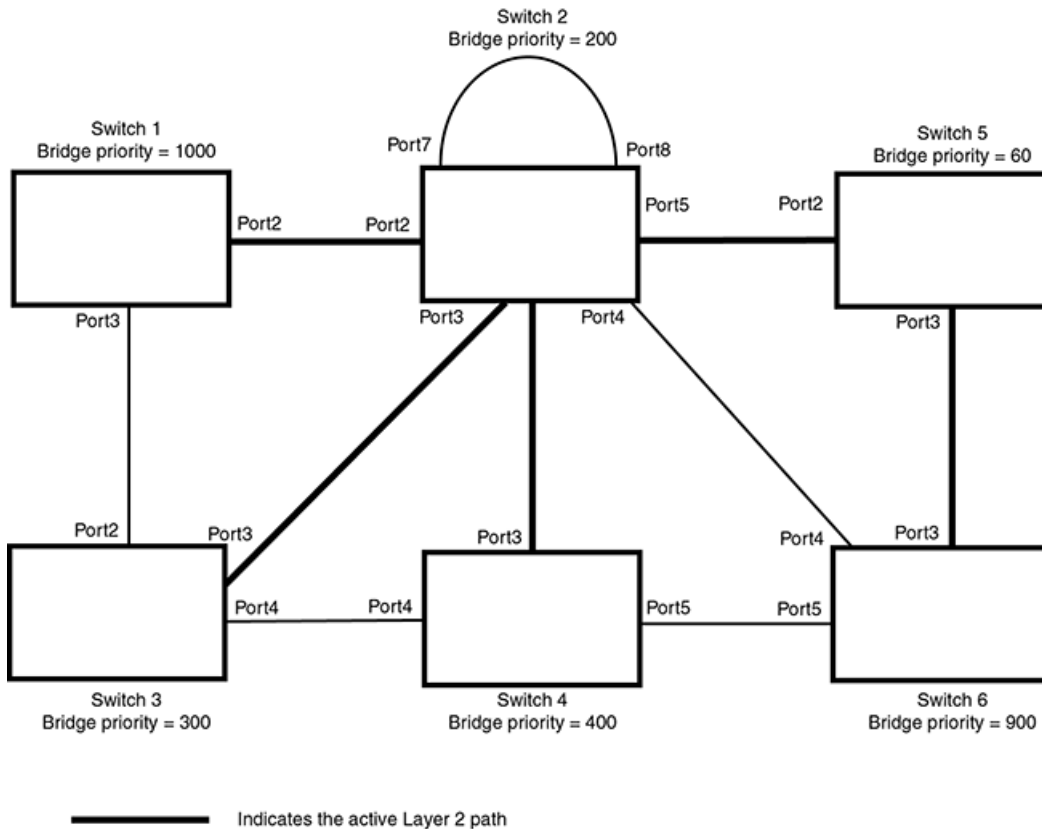 Switch 2
Bridge priority = 200
Switch 1
Bridge priority = 1000
Switch 5
Bridge priority = 60
Port7
Port8
Port2
Port2
Port5
Port2
Port3
Port3
Port4
Port3
Port2
Port3
Port3
Port4
Port3
Port4
Port4
Port5
Port5
Switch 3
Bridge priority = 300
Switch 4
Bridge priority = 400
Switch 6
Bridge priority = 900
Indicates the active Layer 2 path